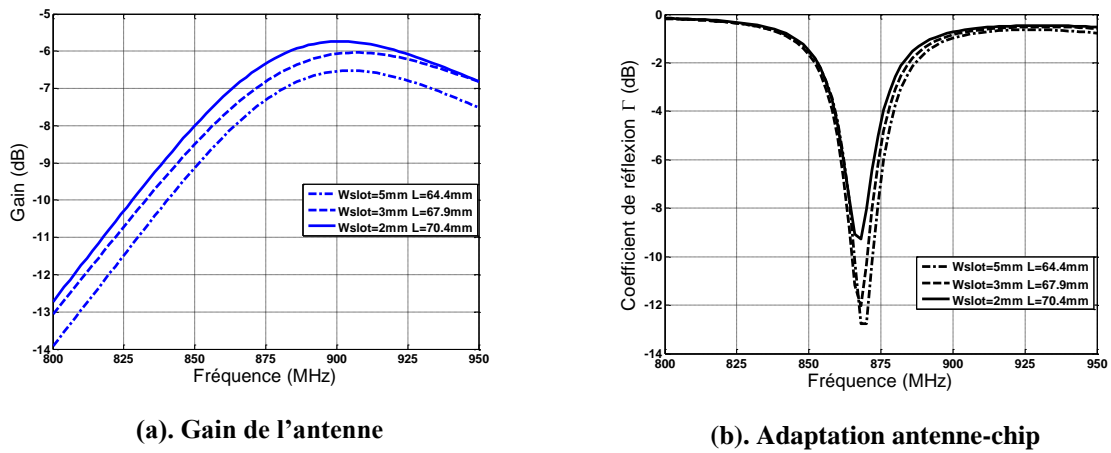 -5
-6
-7
-8
-9
-10
-11
-12
-13
-14
Gain (dB)
Wslot=5mm L=64.4mm
Wslot=3mm L=67.9mm
Wslot=2mm L=70.4mm
800 825 850 875 900 925 950
Fréquence (MHz)
(a). Gain de l'antenne
0
-2
-4
-6
-8
-10
-12
-14
Coefficient de réflexion Γ (dB)
Wslot=5mm L=64.4mm
Wslot=3mm L=67.9mm
Wslot=2mm L=70.4mm
800 825 850 875 900 925 950
Fréquence (MHz)
(b). Adaptation antenne-chip